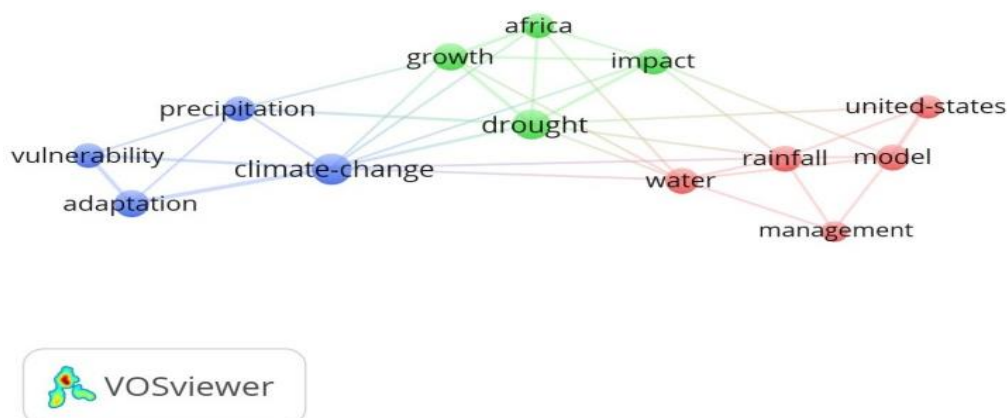 africa
growth
impact
precipitation
united-states
drought
vulnerability
climate-change
rainfall
model
water
adaptation
management
VOSviewer